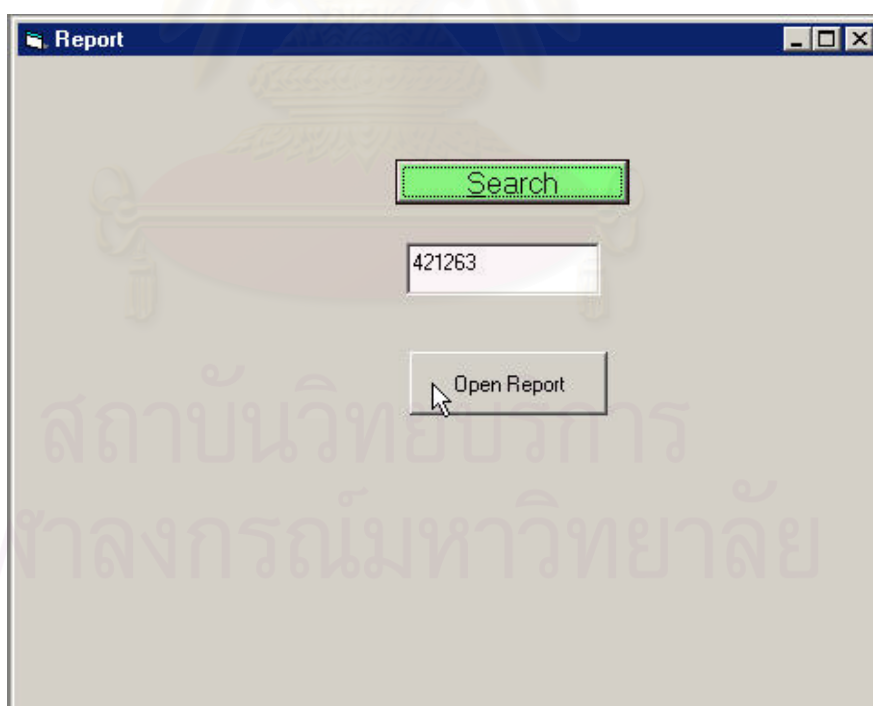 Report
Search
421263
Open Report
สถาบันวิทยบริการ
จุฬาลงกรณ์มหาวิทยาลัย